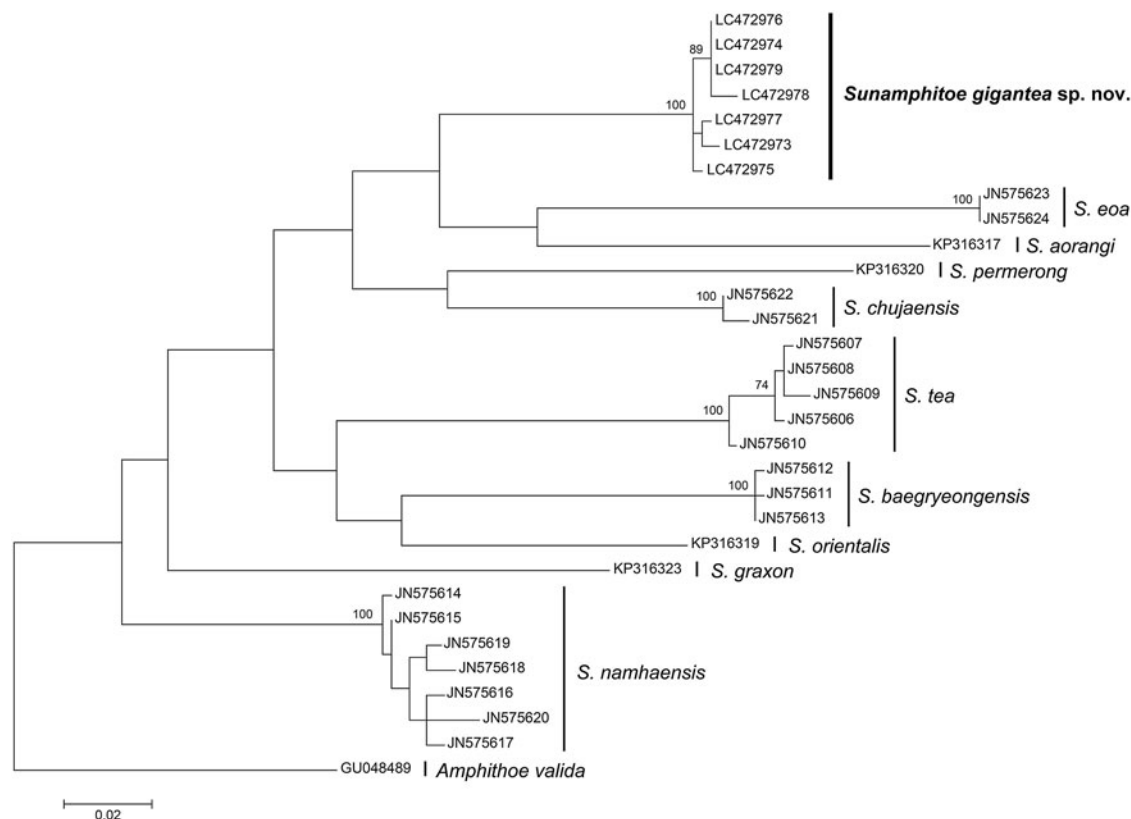 LC472976
LC472974
89
LC472979
LC472978
Sunamphitoe gigantea sp. nov.
100
LC472977
LC472973
LC472975
100
JN575623
JN575624
S. eoa
KP316317
S. aorangi
KP316320
S. permerong
100
JN575622
JN575621
S. chujaensis
JN575607
JN575608
74
JN575609
S. tea
100
JN575606
JN575610
JN575612
100
JN575611
S. baegryeongensis
JN575613
KP316319
S. orientalis
KP316323
S. graxon
JN575614
100
JN575615
JN575619
JN575618
S. namhaensis
JN575616
JN575620
JN575617
GU048489
Amphithoe valida
0.02